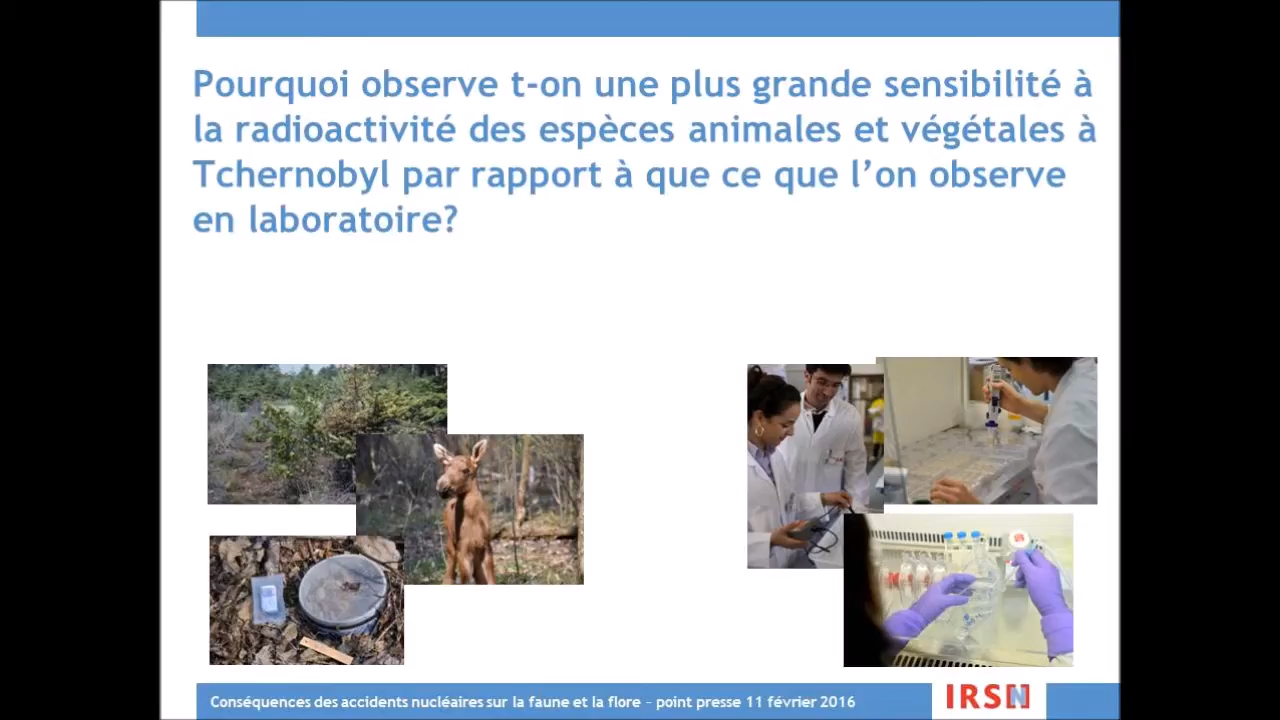 Pourquoi observe t-on une plus grande sensibilité à
la radioactivité des espèces animales et végétales à
Tchernobyl par rapport à que ce que l’on observe
en laboratoire?
Conséquences des accidents nucléaires sur la faune et la flore – point presse 11 février 2016
IRSN